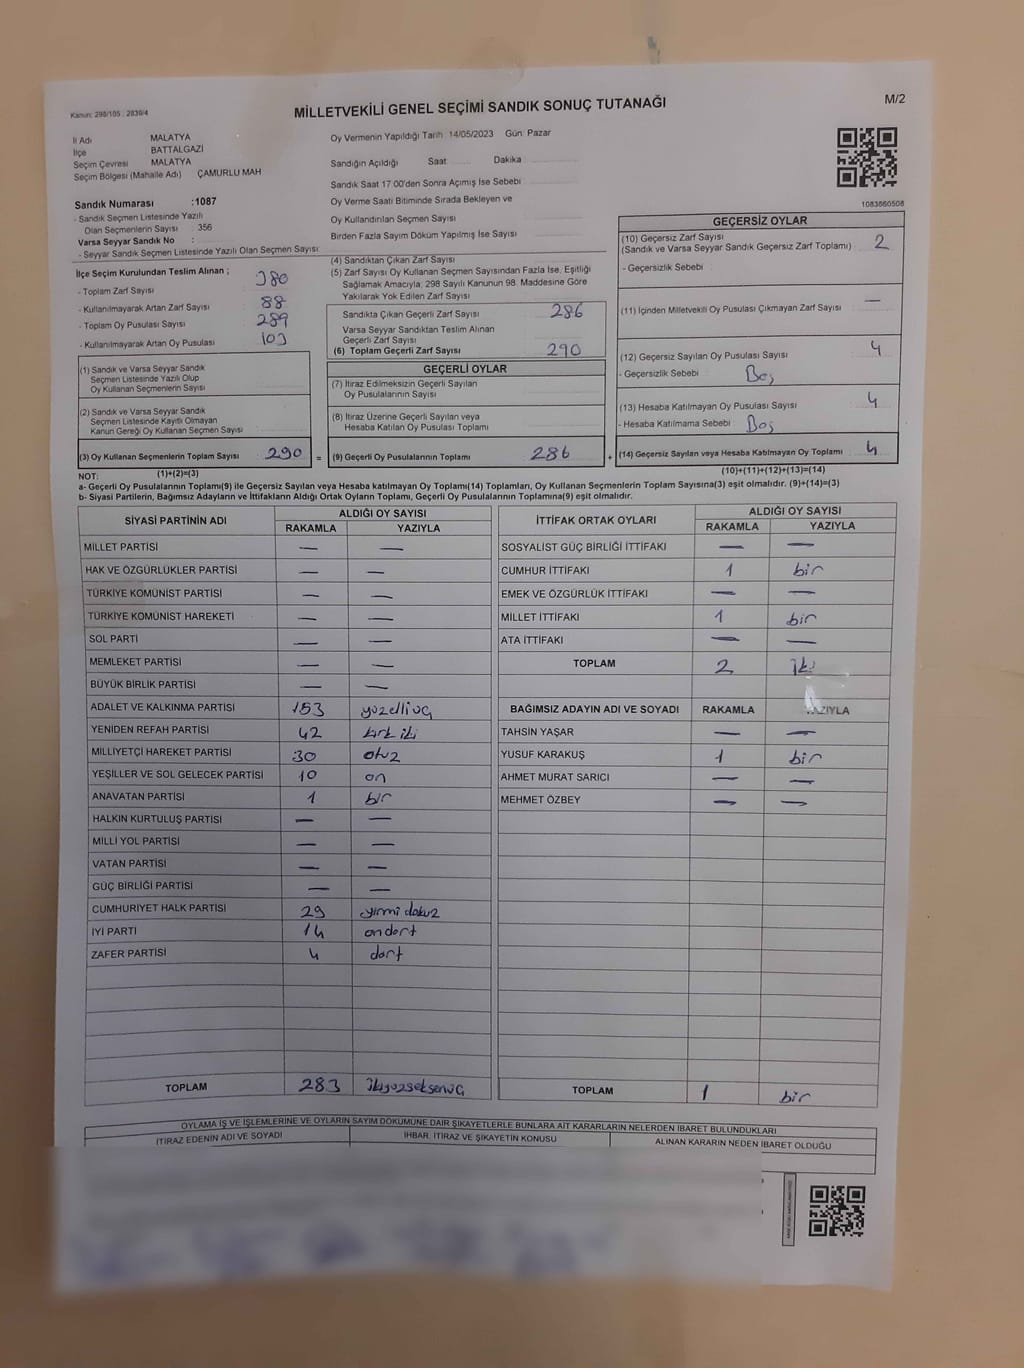 Kanun: 298/105 ; 2839/4
MİLLETVEKİLİ GENEL SEÇİMİ SANDIK SONUÇ TUTANAĞI
M/2
İl Adı MALATYA
İlçe BATTALGAZİ
Seçim Çevresi MALATYA
Seçim Bölgesi (Mahalle Adı) ÇAMURLU MAH
Sandık Numarası :1087
- Sandık Seçmen Listesinde Yazılı
Olan Seçmenlerin Sayısı : 356
Varsa Seyyar Sandık No :
- Seyyar Sandık Seçmen Listesinde Yazılı Olan Seçmen Sayısı:
Oy Vermenin Yapıldığı Tarih 14/05/2023 Gün: Pazar
Sandığın Açıldığı Saat Dakika
Sandık Saat 17.00'den Sonra Açılmış İse Sebebi
Oy Verme Saati Bitiminde Sırada Bekleyen ve
Oy Kullandırılan Seçmen Sayısı
Birden Fazla Sayım Döküm Yapılmış İse Sayısı
1083860508
İlçe Seçim Kurulundan Teslim Alınan ;
- Toplam Zarf Sayısı 380
- Kullanılmayarak Artan Zarf Sayısı 88
- Toplam Oy Pusulası Sayısı 289
- Kullanılmayarak Artan Oy Pusulası 103
(1) Sandık ve Varsa Seyyar Sandık
Seçmen Listesinde Yazılı Olup
Oy Kullanan Seçmenlerin Sayısı
(2) Sandık ve Varsa Seyyar Sandık
Seçmen Listesinde Kayıtlı Olmayan
Kanun Gereği Oy Kullanan Seçmen Sayısı
(3) Oy Kullanan Seçmenlerin Toplam Sayısı 290 =
(4) Sandıktan Çıkan Zarf Sayısı
(5) Zarf Sayısı Oy Kullanan Seçmen Sayısından Fazla İse, Eşitliği
Sağlamak Amacıyla; 298 Sayılı Kanunun 98. Maddesine Göre
Yakılarak Yok Edilen Zarf Sayısı
Sandıkta Çıkan Geçerli Zarf Sayısı 286
Varsa Seyyar Sandıktan Teslim Alınan
Geçerli Zarf Sayısı
(6) Toplam Geçerli Zarf Sayısı 290
GEÇERLİ OYLAR
(7) İtiraz Edilmeksizin Geçerli Sayılan
Oy Pusulalarının Sayısı
(8) İtiraz Üzerine Geçerli Sayılan veya
Hesaba Katılan Oy Pusulası Toplamı
(9) Geçerli Oy Pusulalarının Toplamı 286 +
GEÇERSİZ OYLAR
(10) Geçersiz Zarf Sayısı
(Sandık ve Varsa Seyyar Sandık Geçersiz Zarf Toplamı) 2
- Geçersizlik Sebebi
(11) İçinden Milletvekili Oy Pusulası Çıkmayan Zarf Sayısı —
(12) Geçersiz Sayılan Oy Pusulası Sayısı 4
- Geçersizlik Sebebi Boş
(13) Hesaba Katılmayan Oy Pusulası Sayısı 4
- Hesaba Katılmama Sebebi Boş
(14) Geçersiz Sayılan veya Hesaba Katılmayan Oy Toplamı 4
NOT: (1)+(2)=(3) (10)+(11)+(12)+(13)=(14)
a- Geçerli Oy Pusulalarının Toplamı(9) ile Geçersiz Sayılan veya Hesaba katılmayan Oy Toplamı(14) Toplamları, Oy Kullanan Seçmenlerin Toplam Sayısına(3) eşit olmalıdır. (9)+(14)=(3)
b- Siyasi Partilerin, Bağımsız Adayların ve İttifakların Aldığı Ortak Oyların Toplamı, Geçerli Oy Pusulalarının Toplamına(9) eşit olmalıdır.
SİYASİ PARTİNİN ADI ALDIĞI OY SAYISI
RAKAMLA YAZIYLA
MİLLET PARTİSİ — —
HAK VE ÖZGÜRLÜKLER PARTİSİ — —
TÜRKİYE KOMÜNİST PARTİSİ — —
TÜRKİYE KOMÜNİST HAREKETİ — —
SOL PARTİ — —
MEMLEKET PARTİSİ — —
BÜYÜK BİRLİK PARTİSİ — —
ADALET VE KALKINMA PARTİSİ 153 yüzelliüç
YENİDEN REFAH PARTİSİ 42 kırk iki
MİLLİYETÇİ HAREKET PARTİSİ 30 otuz
YEŞİLLER VE SOL GELECEK PARTİSİ 10 on
ANAVATAN PARTİSİ 1 bir
HALKIN KURTULUŞ PARTİSİ — —
MİLLİ YOL PARTİSİ — —
VATAN PARTİSİ — —
GÜÇ BİRLİĞİ PARTİSİ — —
CUMHURİYET HALK PARTİSİ 29 yirmi dokuz
İYİ PARTİ 14 ondört
ZAFER PARTİSİ 4 dört
TOPLAM 283 ikiyüzseksenüç
İTTİFAK ORTAK OYLARI ALDIĞI OY SAYISI
RAKAMLA YAZIYLA
SOSYALİST GÜÇ BİRLİĞİ İTTİFAKI — —
CUMHUR İTTİFAKI 1 bir
EMEK VE ÖZGÜRLÜK İTTİFAKI — —
MİLLET İTTİFAKI 1 bir
ATA İTTİFAKI — —
TOPLAM 2 iki
BAĞIMSIZ ADAYIN ADI VE SOYADI RAKAMLA YAZIYLA
TAHSİN YAŞAR — —
YUSUF KARAKUŞ 1 bir
AHMET MURAT SARICI — —
MEHMET ÖZBEY — —
TOPLAM 1 bir
OYLAMA İŞ VE İŞLEMLERİNE VE OYLARIN SAYIM DÖKÜMÜNE DAİR ŞİKAYETLERLE BUNLARA AİT KARARLARIN NELERDEN İBARET BULUNDUKLARI
İTİRAZ EDENİN ADI VE SOYADI İHBAR, İTİRAZ VE ŞİKAYETİN KONUSU ALINAN KARARIN NEDEN İBARET OLDUĞU